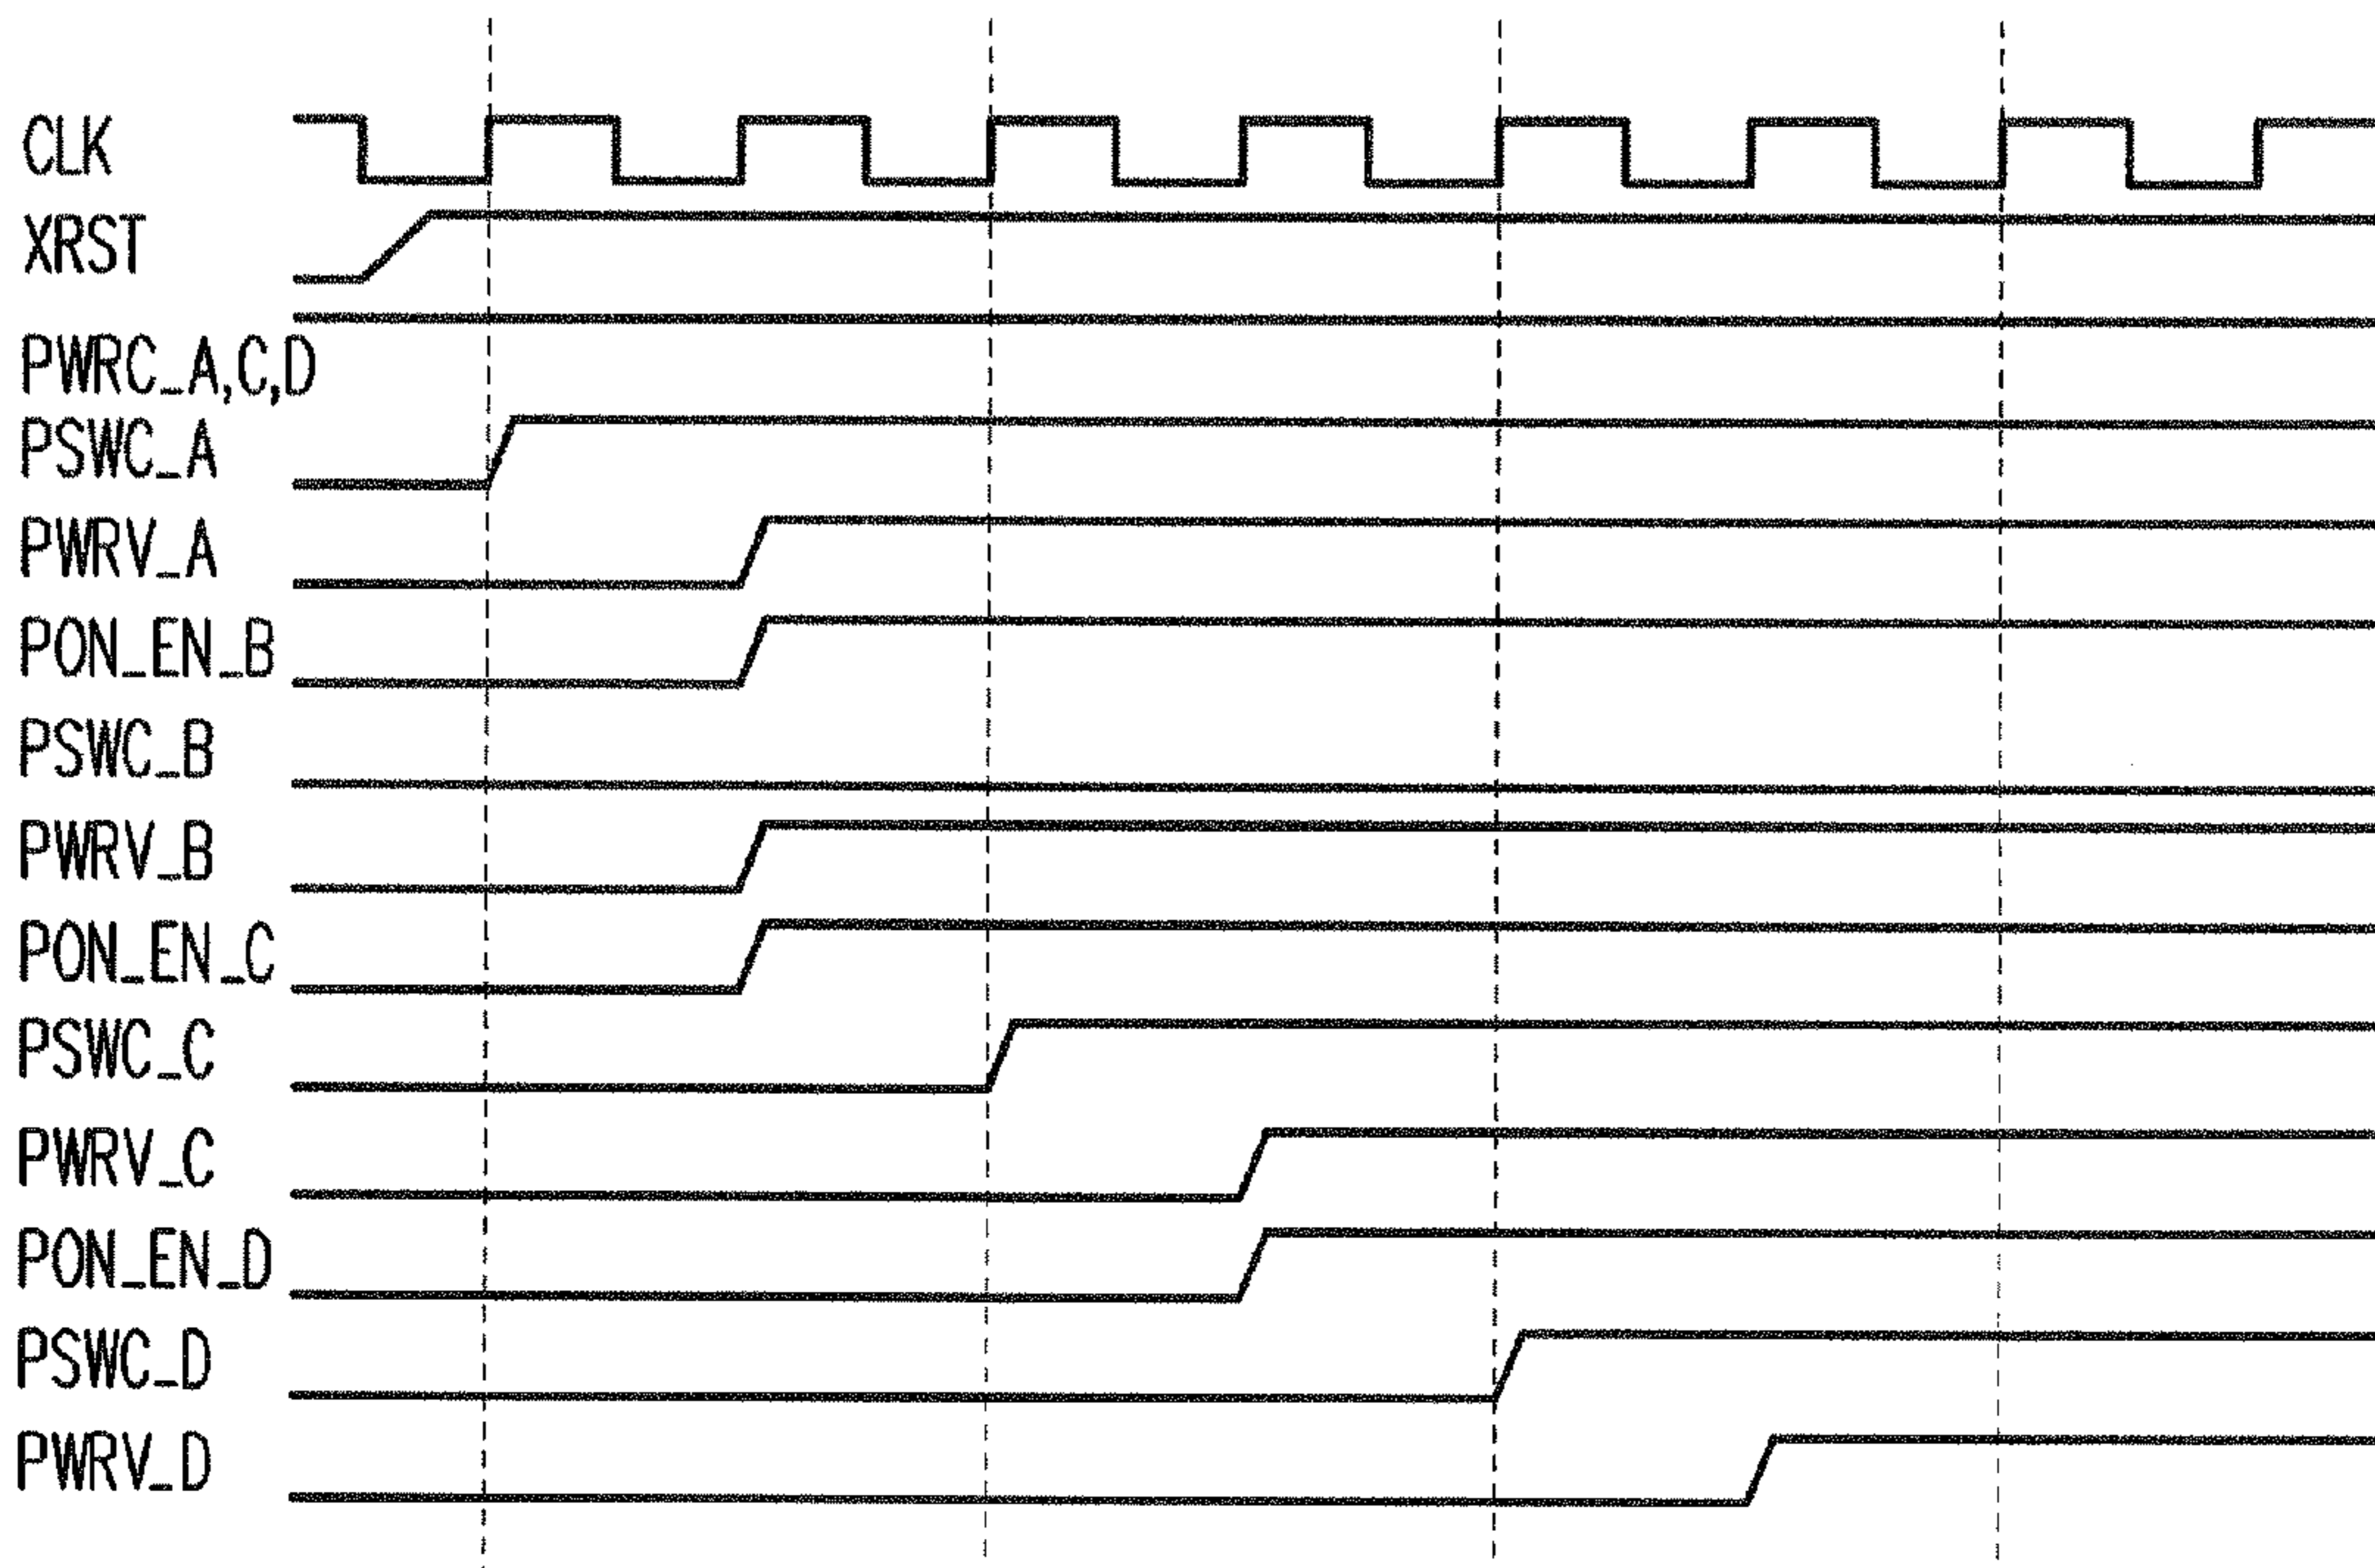 CLK
XRST
PWRC_A,C,D
PSWC_A
PWRV_A
PON_EN_B
PSWC_B
PWRV_B
PON_EN_C
PSWC_C
PWRV_C
PON_EN_D
PSWC_D
PWRV_D